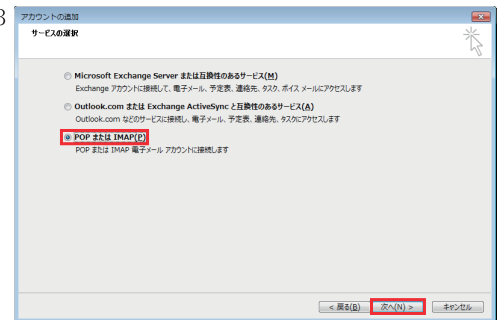 3
アカウントの追加
サービスの選択
Microsoft Exchange Server または互換性のあるサービス(M)
Exchange アカウントに接続して、電子メール、予定表、連絡先、タスク、ボイス メールにアクセスします
Outlook.com または Exchange ActiveSync と互換性のあるサービス(A)
Outlook.com などのサービスに接続し、電子メール、予定表、連絡先、タスクにアクセスします
POP または IMAP(P)
POP または IMAP 電子メール アカウントに接続します
< 戻る(B) 次へ(N) > キャンセル